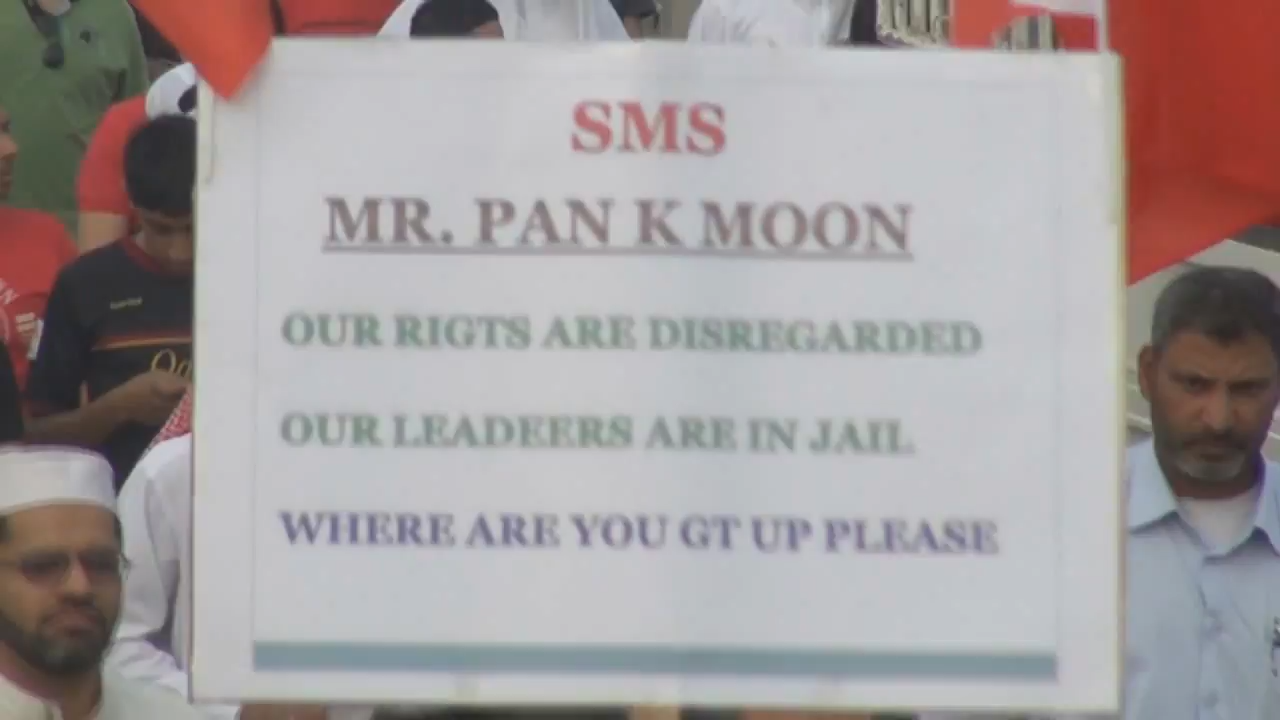 SMS
MR. PAN K MOON
OUR RIGTS ARE DISREGARDED
OUR LEADEERS ARE IN JAIL
WHERE ARE YOU GT UP PLEASE